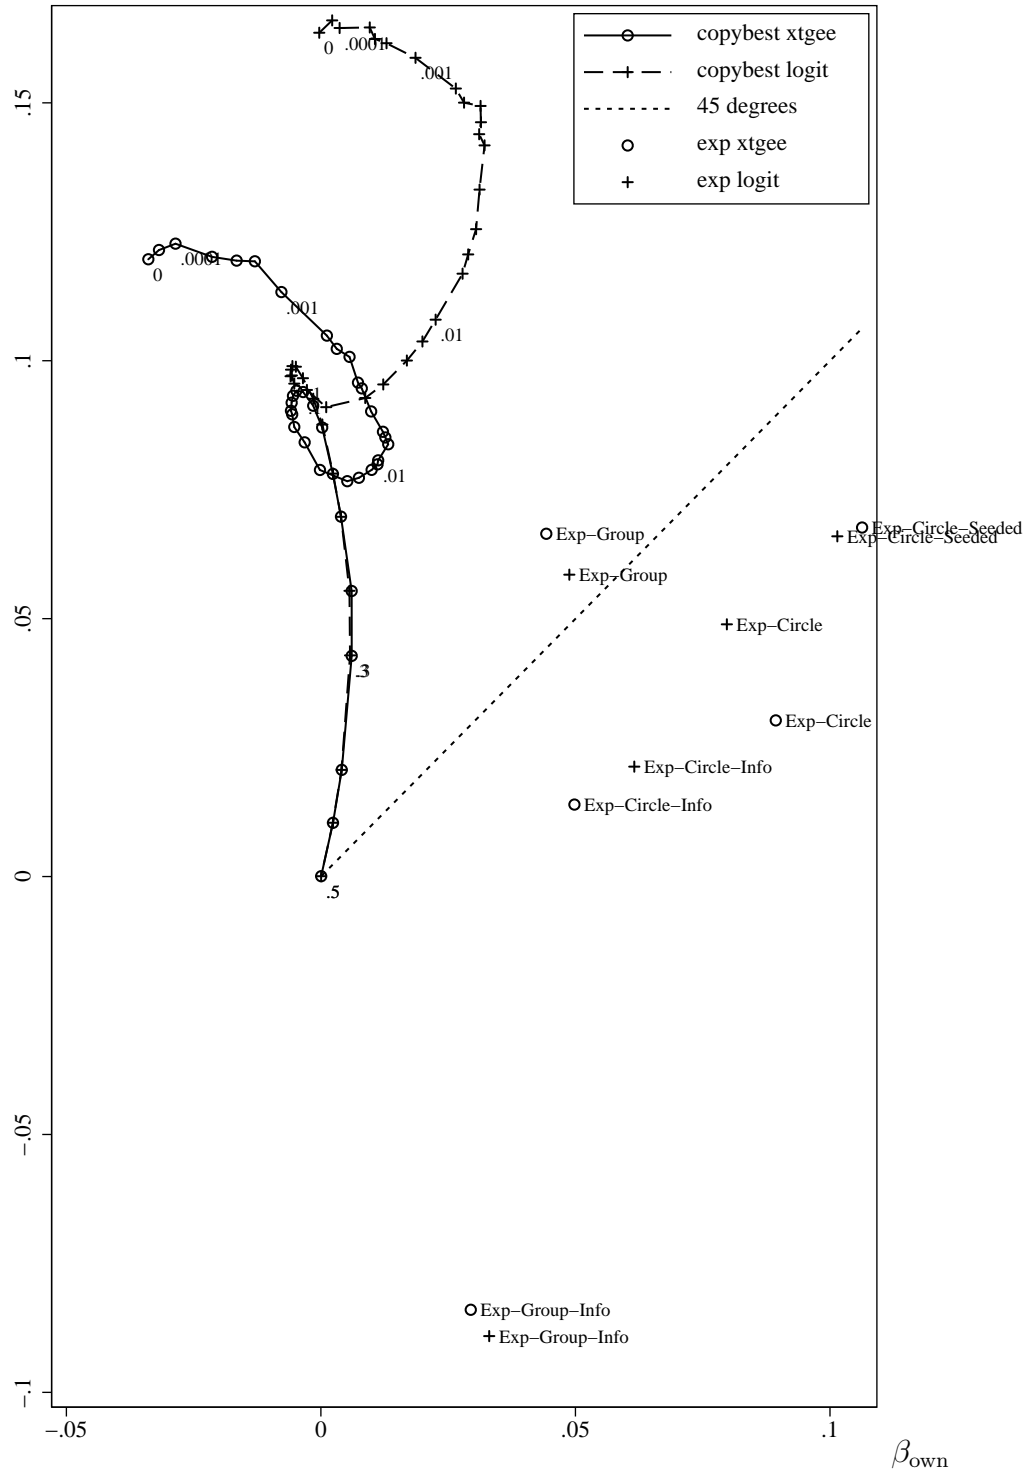 copybest xtgee
copybest logit
45 degrees
exp xtgee
exp logit
0
.0001
.001
.15
0
.0001
.001
.01
.1
.1
.01
Exp−Group
Exp−Circle−Seeded
Exp−Circle−Seeded
Exp−Group
.05
Exp−Circle
.3
Exp−Circle
Exp−Circle−Info
Exp−Circle−Info
0
.5
−.05
Exp−Group−Info
Exp−Group−Info
−.1
−.05
0
.05
.1
βown